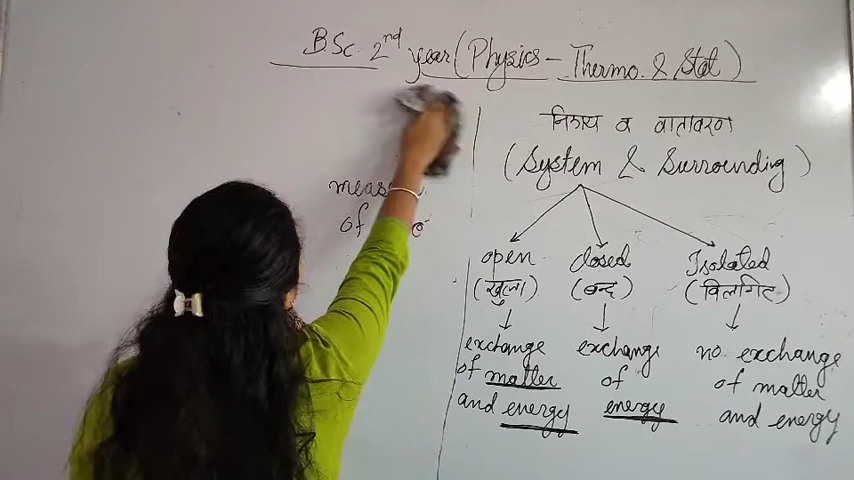 B.Sc. 2nd year (Physics - Thermo. & Stat)
निकाय व वातावरण
(System & Surrounding)
open closed Isolated
(खुला) (बन्द) (विलगित)
exchange of matter and energy
exchange of energy
no exchange of matter and energy
of